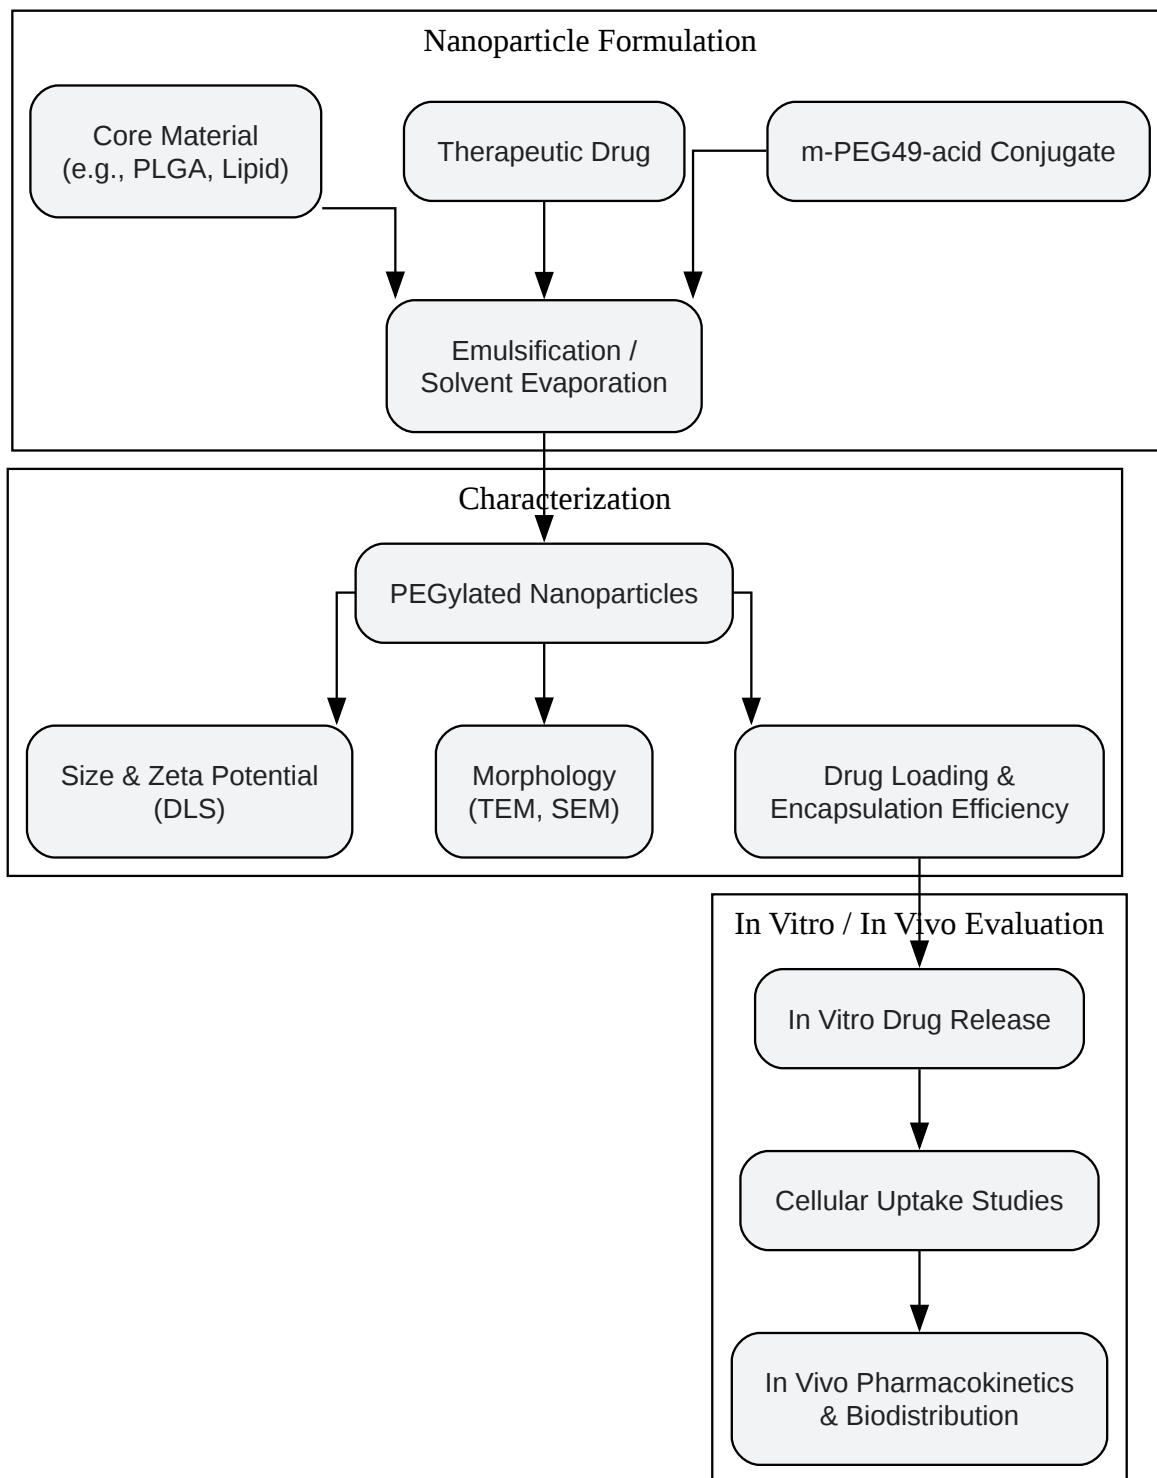 Nanoparticle Formulation
Core Material
(e.g., PLGA, Lipid)
Therapeutic Drug
m-PEG49-acid Conjugate
Emulsification /
Solvent Evaporation
Characterization
PEGylated Nanoparticles
Size & Zeta Potential
(DLS)
Morphology
(TEM, SEM)
Drug Loading &
Encapsulation Efficiency
In Vitro / In Vivo Evaluation
In Vitro Drug Release
Cellular Uptake Studies
In Vivo Pharmacokinetics
& Biodistribution